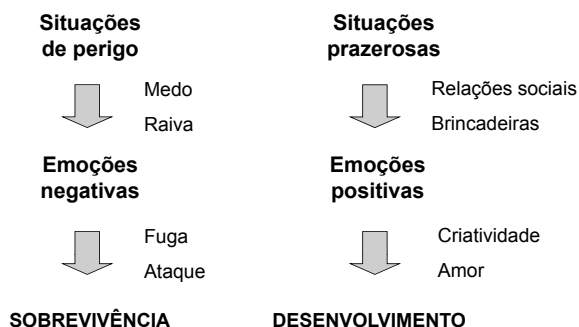 Situações
de perigo
Medo
Raiva
Emoções
negativas
Fuga
Ataque
SOBREVIVÊNCIA
Situações
prazerosas
Relações sociais
Brincadeiras
Emoções
positivas
Criatividade
Amor
DESENVOLVIMENTO